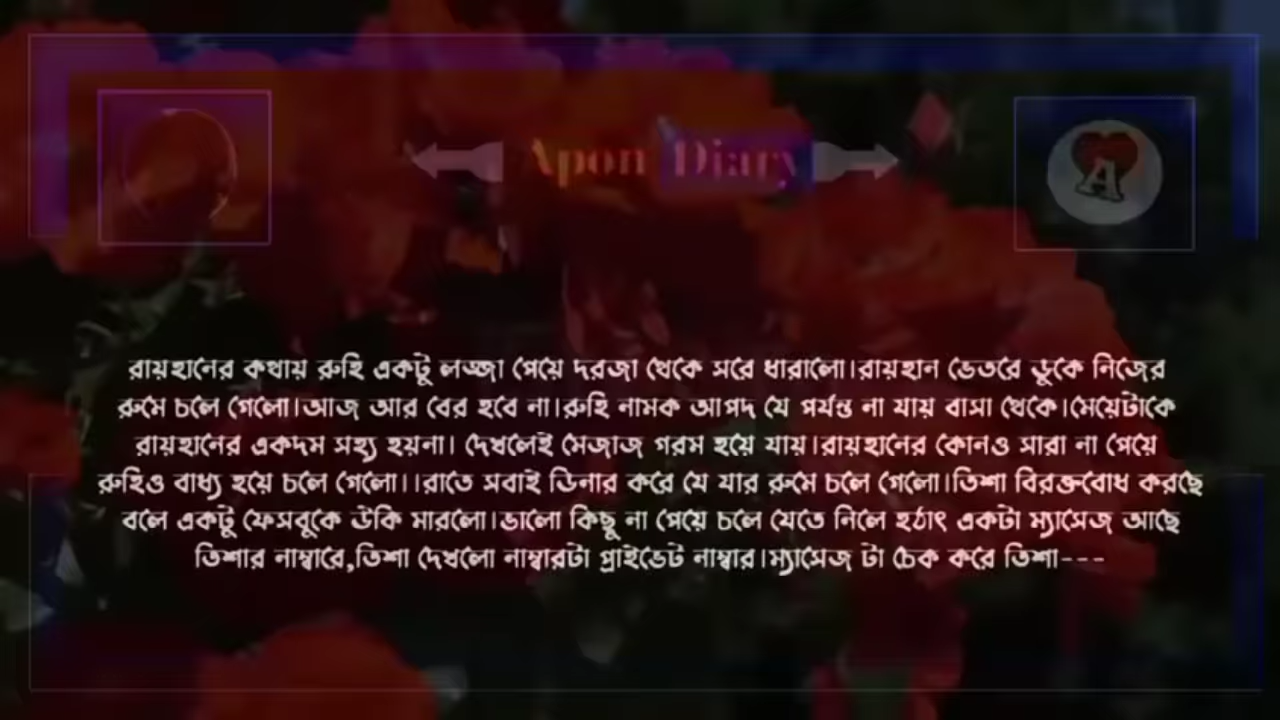 Apon Diary
A
রায়হানের কথায় রুহি একটু লজ্জা পেয়ে দরজা থেকে সরে ধারালো।রায়হান ভেতরে ডুকে নিজের
রুমে চলে গেলো।আজ আর বের হবে না।রুহি নামক আপদ যে পর্যন্ত না যায় বাসা থেকে।মেয়েটাকে
রায়হানের একদম সহ্য হয়না। দেখলেই মেজাজ গরম হয়ে যায়।রায়হানের কোনও সারা না পেয়ে
রুহিও বাধ্য হয়ে চলে গেলো।।রাতে সবাই ডিনার করে যে যার রুমে চলে গেলো।তিশা বিরক্তবোধ করছে
বলে একটু ফেসবুকে উকি মারলো।ভালো কিছু না পেয়ে চলে যেতে নিলে হঠাৎ একটা ম্যাসেজ আছে
তিশার নাম্বারে,তিশা দেখলো নাম্বারটা প্রাইভেট নাম্বার।ম্যাসেজ টা চেক করে তিশা---